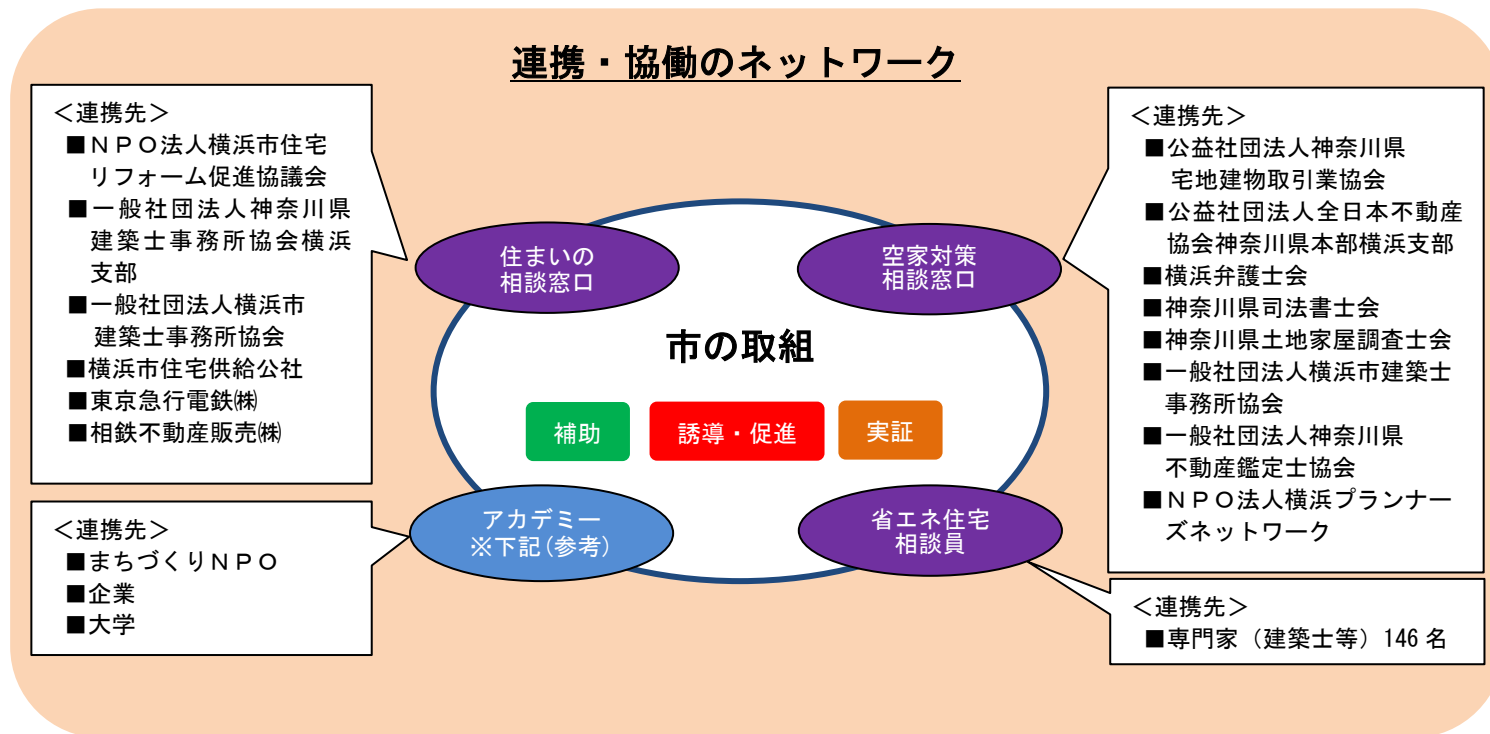 連携・協働のネットワーク
＜連携先＞
■ＮＰＯ法人横浜市住宅
リフォーム促進協議会
■一般社団法人神奈川県
建築士事務所協会横浜
支部
■一般社団法人横浜市
建築士事務所協会
■横浜市住宅供給公社
■東京急行電鉄㈱
■相鉄不動産販売㈱
＜連携先＞
■まちづくりＮＰＯ
■企業
■大学
住まいの
相談窓口
空家対策
相談窓口
市の取組
補助
誘導・促進
実証
アカデミー
※下記（参考）
省エネ住宅
相談員
＜連携先＞
■公益社団法人神奈川県
宅地建物取引業協会
■公益社団法人全日本不動産
協会神奈川県本部横浜支部
■横浜弁護士会
■神奈川県司法書士会
■神奈川県土地家屋調査士会
■一般社団法人横浜市建築士
事務所協会
■一般社団法人神奈川県
不動産鑑定士協会
■ＮＰＯ法人横浜プランナー
ズネットワーク
＜連携先＞
■専門家（建築士等）146 名